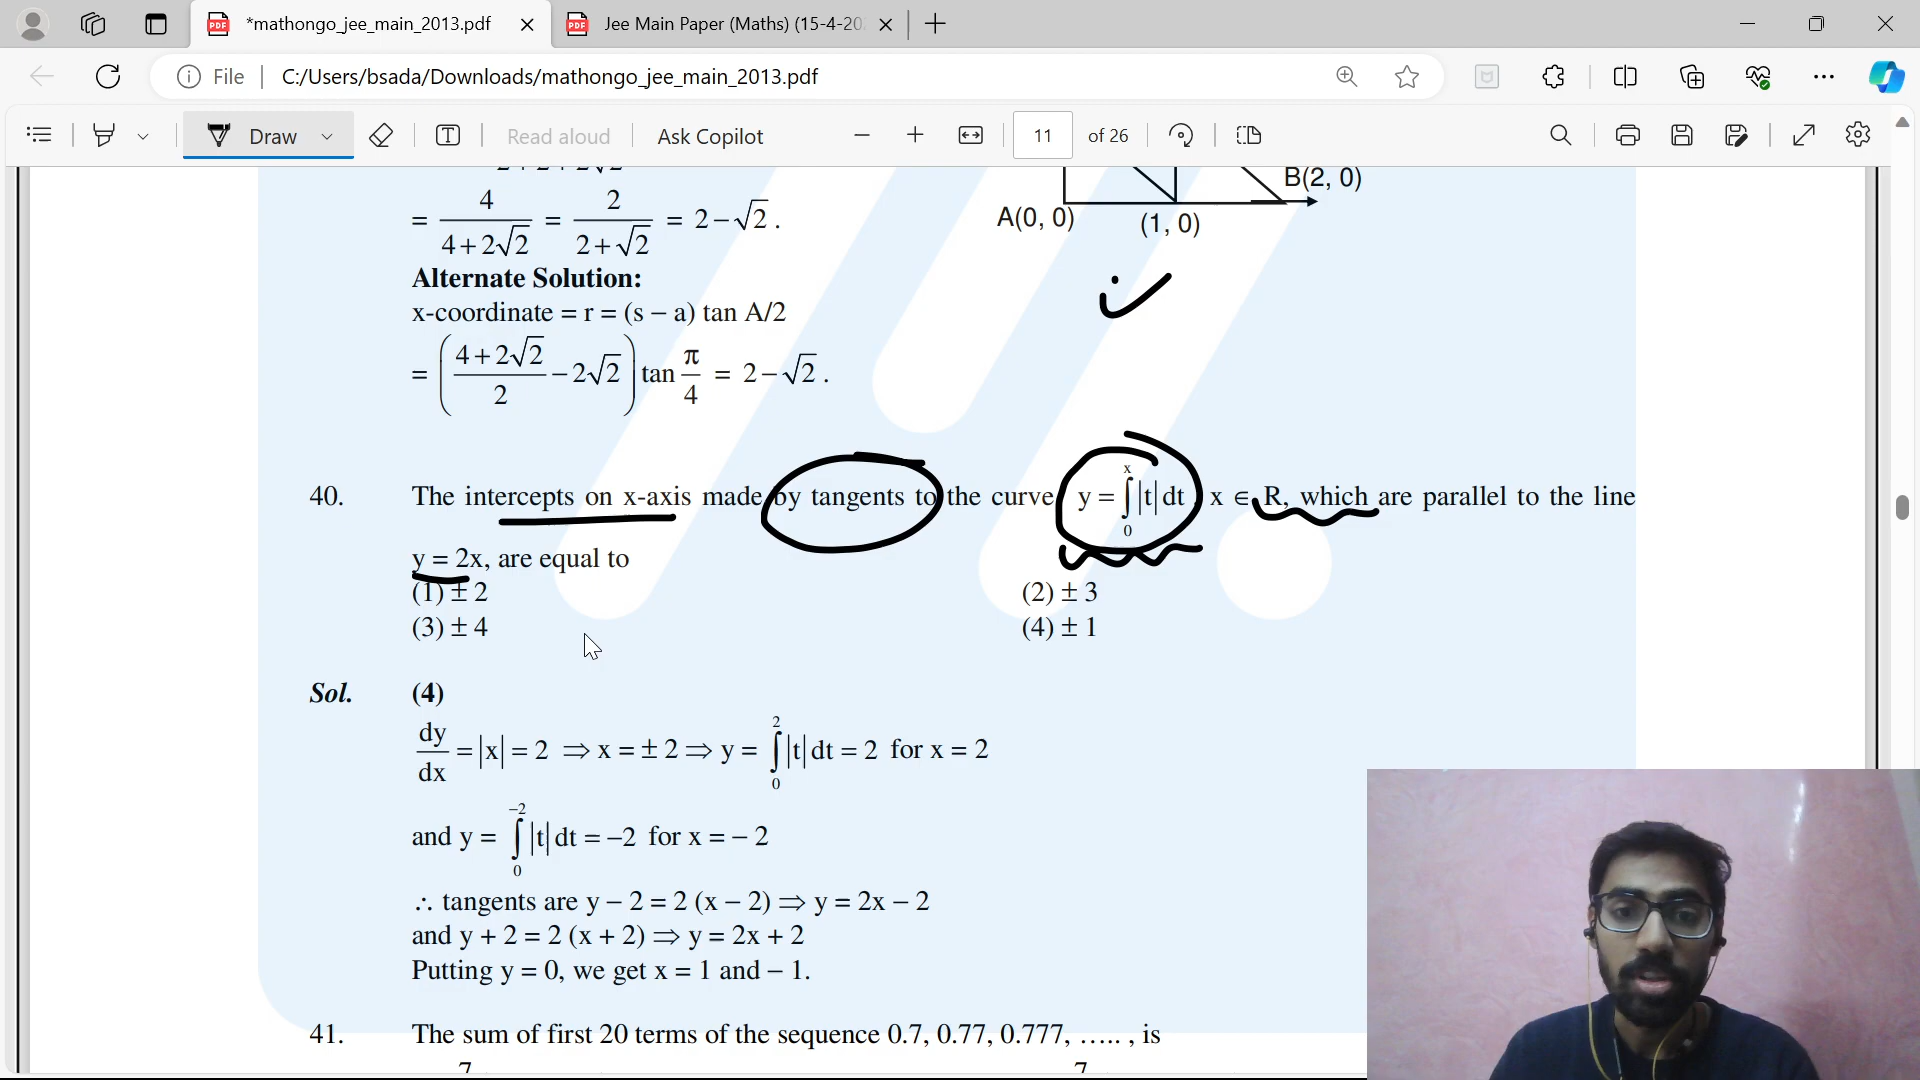 *mathongo_jee_main_2013.pdf
Jee Main Paper (Maths) (15-4-20
File C:/Users/bsada/Downloads/mathongo_jee_main_2013.pdf
Draw Read aloud Ask Copilot 11 of 26
B(2, 0)
= 4/(4+2√2) = 2/(2+√2) = 2−√2 .
A(0, 0) (1, 0)
Alternate Solution:
x-coordinate = r = (s − a) tan A/2
= ((4+2√2)/2 − 2√2) tan π/4 = 2−√2 .
40. The intercepts on x-axis made by tangents to the curve y = ∫₀ˣ |t| dt x ∈ R, which are parallel to the line
y = 2x, are equal to
(1) ± 2 (2) ± 3
(3) ± 4 (4) ± 1
Sol. (4)
dy/dx = |x| = 2 ⇒ x = ± 2 ⇒ y = ∫₀² |t| dt = 2 for x = 2
and y = ∫₀⁻² |t| dt = −2 for x = − 2
∴ tangents are y − 2 = 2 (x − 2) ⇒ y = 2x − 2
and y + 2 = 2 (x + 2) ⇒ y = 2x + 2
Putting y = 0, we get x = 1 and − 1.
41. The sum of first 20 terms of the sequence 0.7, 0.77, 0.777, ..... , is
7 7